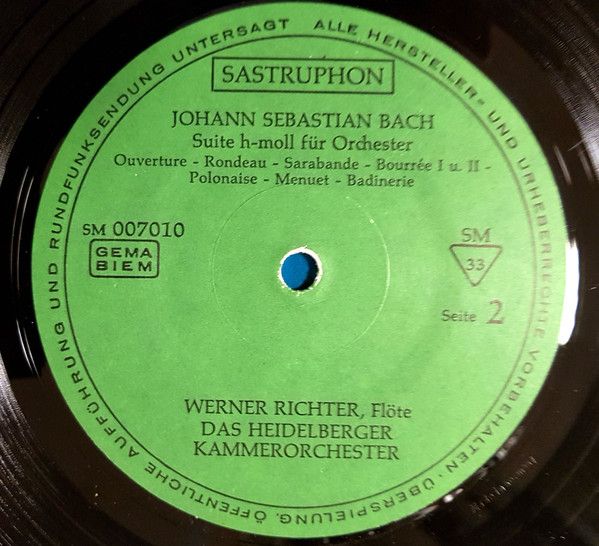 SASTRUPHON
JOHANN SEBASTIAN BACH
Suite h-moll für Orchester
Ouverture - Rondeau - Sarabande - Bourrée I u. II -
Polonaise - Menuet - Badinerie
SM 007010
GEMA
BIEM
SM
33
Seite 2
WERNER RICHTER, Flöte
DAS HEIDELBERGER
KAMMERORCHESTER
ALLE HERSTELLER- UND URHEBERRECHTE VORBEHALTEN · ÜBERSPIELUNG, ÖFFENTLICHE AUFFÜHRUNG UND RUNDFUNKSENDUNG UNTERSAGT